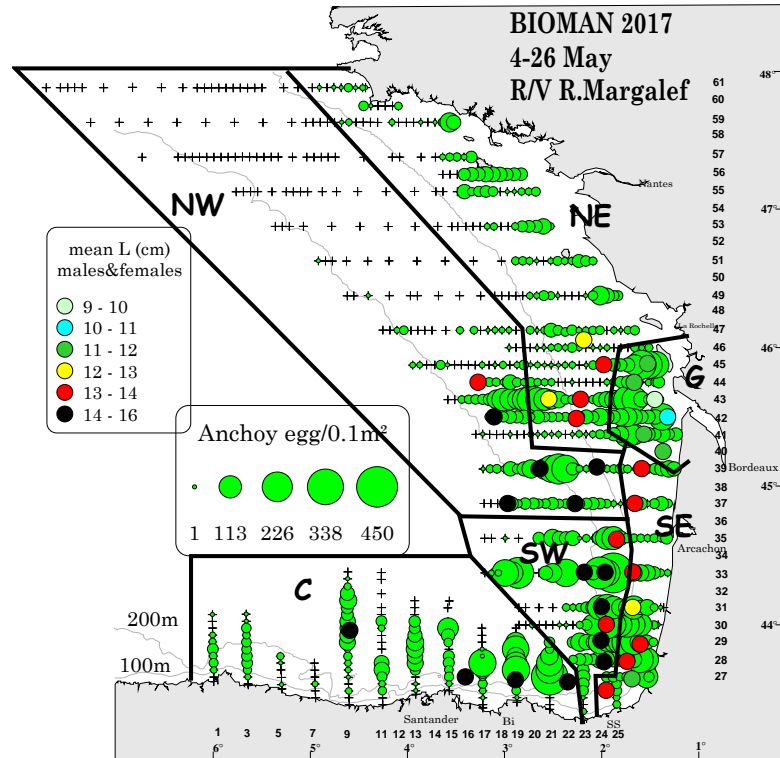 BIOMAN 2017
4-26 May
R/V R.Margalef
48°
61
60
59
58
57
56
55
54
53
52
51
50
49
48
47
46
45
44
43
42
41
40
39
38
37
36
35
34
33
32
31
30
29
28
27
Nantes
47°
NW
NE
mean L (cm)
males&females
9 - 10
10 - 11
11 - 12
12 - 13
13 - 14
14 - 16
La Rochelle
46°
G
Anchoy egg/0.1m²
1 113 226 338 450
Bordeaux
45°
SE
SW
Arcachon
C
44°
200m
100m
Santander
Bi
SS
1 3 5 7 9 11 12 13 14 15 16 17 18 19 20 21 22 23 24 25
6° 5° 4° 3° 2° 1°